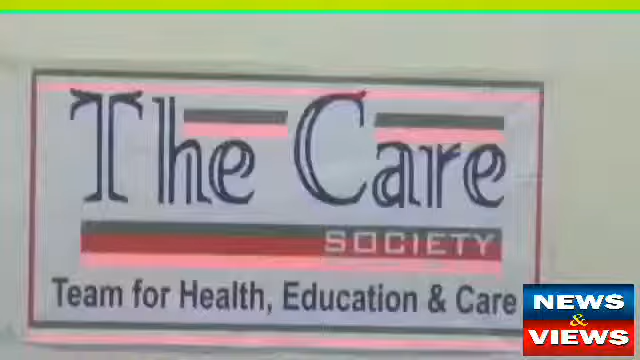 The Care
SOCIETY
Team for Health, Education & Care
NEWS
&
VIEWS